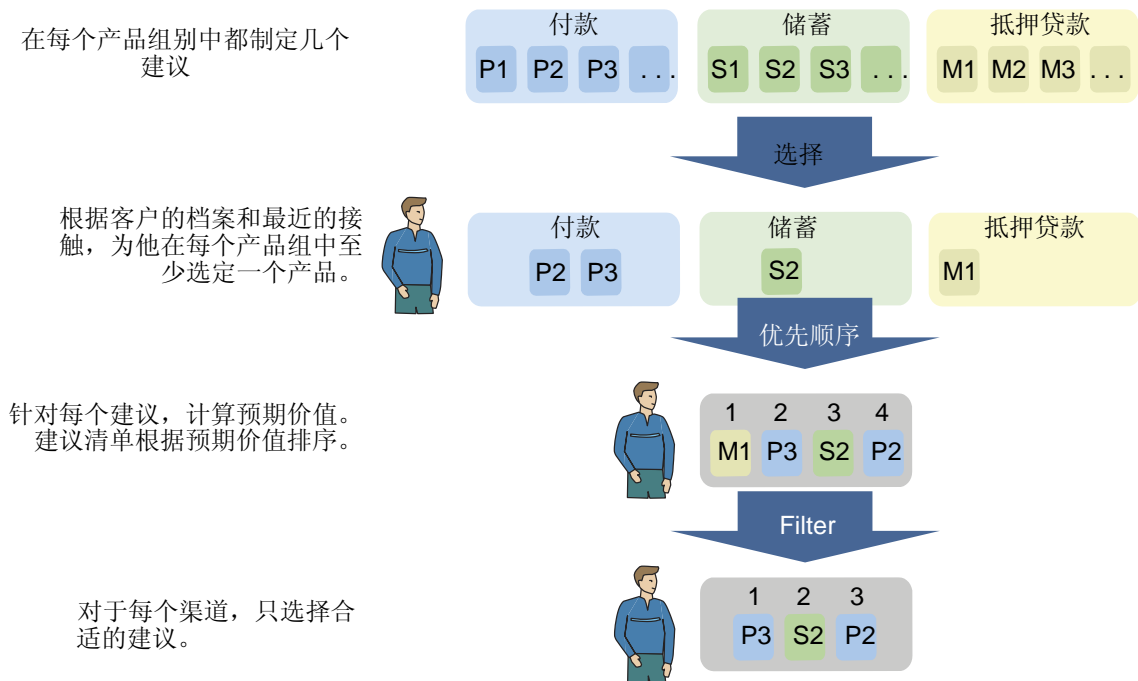 在每个产品组别中都制定几个
建议
付款 储蓄 抵押贷款
P1 P2 P3 . . . S1 S2 S3 . . . M1 M2 M3 . . .
选择
根据客户的档案和最近的接
触，为他在每个产品组中至
少选定一个产品。
付款 储蓄 抵押贷款
P2 P3 S2 M1
优先顺序
针对每个建议，计算预期价值。
建议清单根据预期价值排序。
1 2 3 4
M1 P3 S2 P2
Filter
对于每个渠道，只选择合
适的建议。
1 2 3
P3 S2 P2